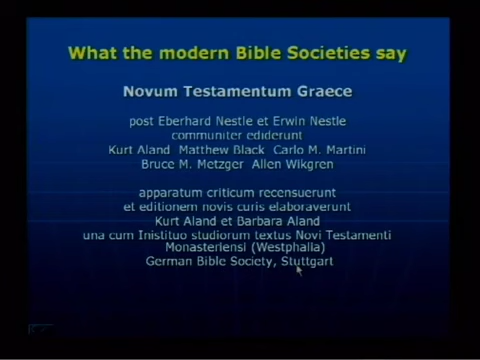 What the modern Bible Societies say
Novum Testamentum Graece
post Eberhard Nestle et Erwin Nestle
communiter ediderunt
Kurt Aland Matthew Black Carlo M. Martini
Bruce M. Metzger Allen Wikgren
apparatum criticum recensuerunt
et editionem novis curis elaboraverunt
Kurt Aland et Barbara Aland
una cum Inistituo studiorum textus Novi Testamenti
Monasteriensi (Westphalia)
German Bible Society, Stuttgart